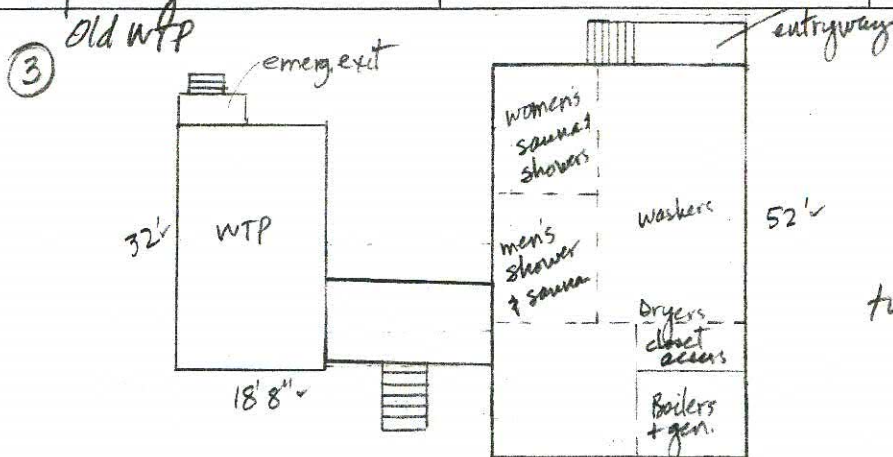 Old WTP
③
emerg. exit
entryway
women's
sauna &
showers
WTP
32'
Washers
52'
men's
shower
& sauna
Dryers
closet
access
18' 8"
Boilers
+ gen.